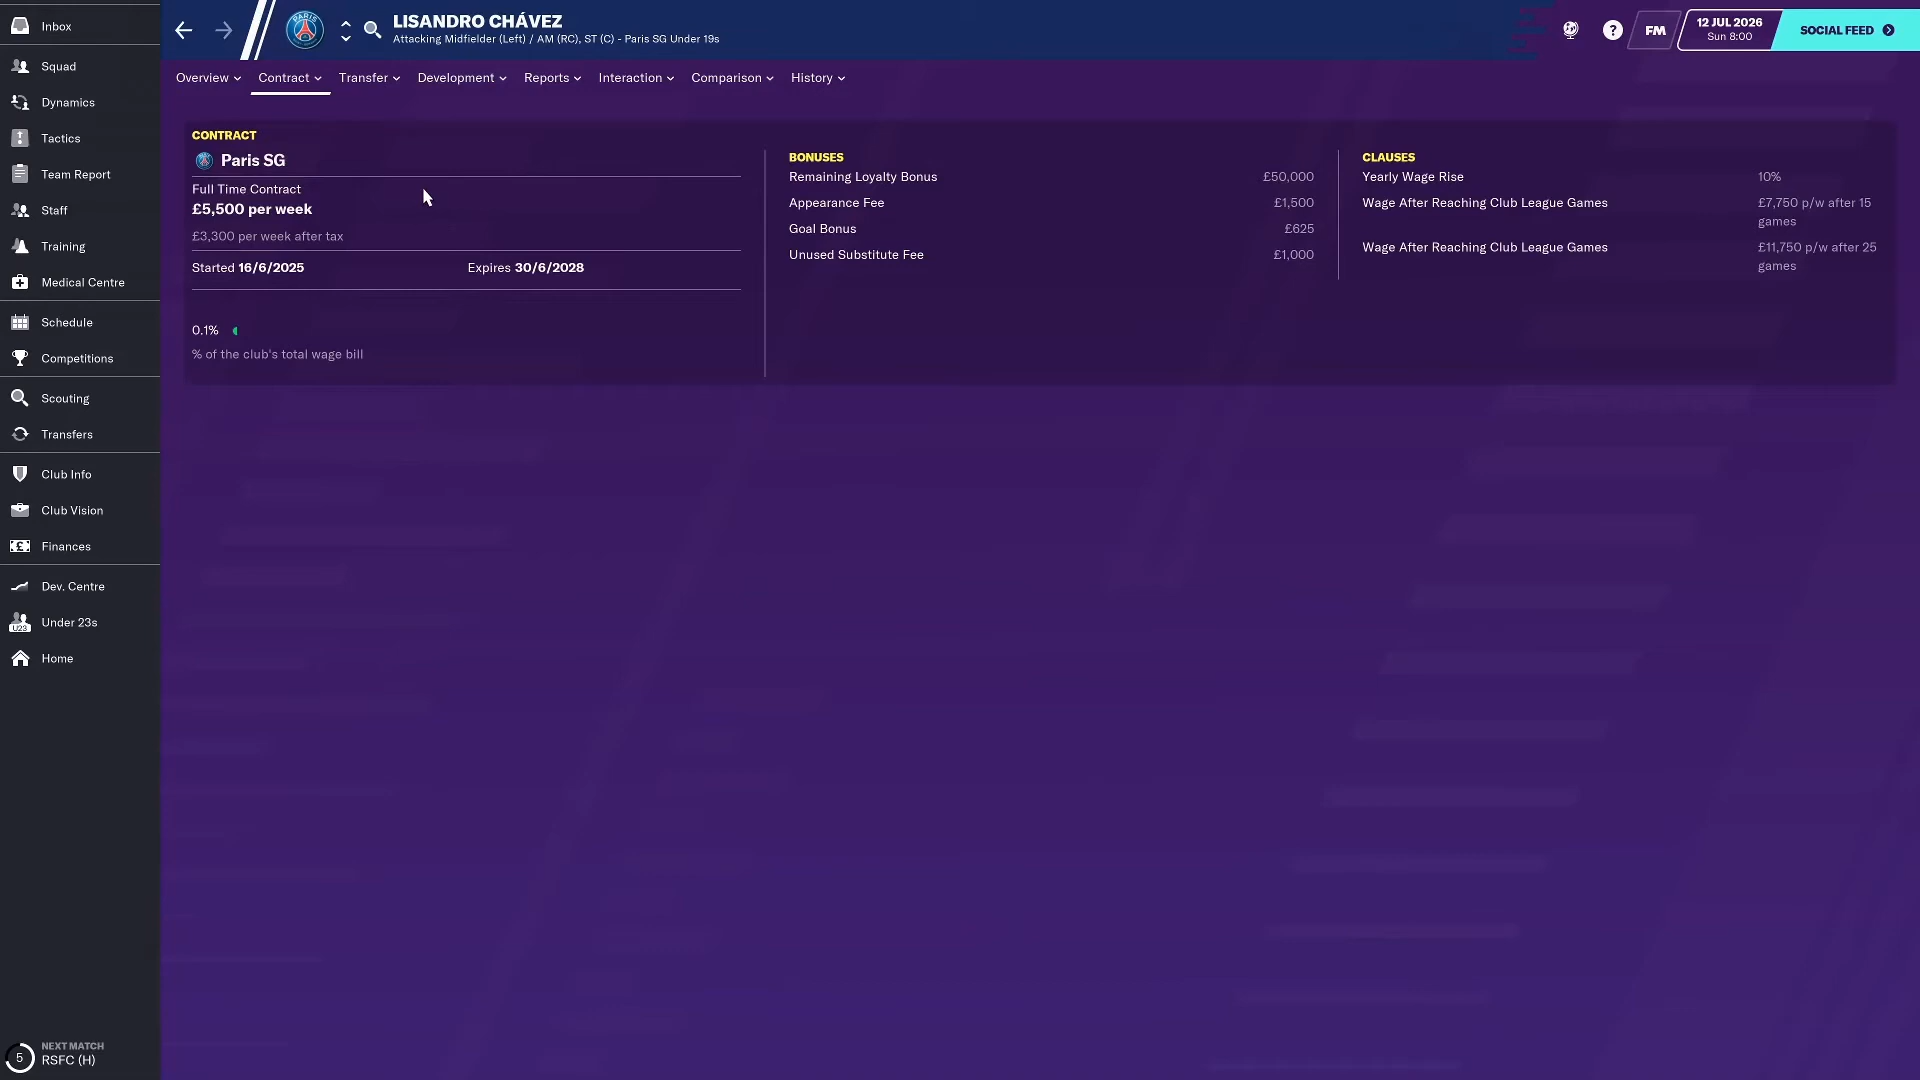 Inbox
Squad
Dynamics
Tactics
Team Report
Staff
Training
Medical Centre
Schedule
Competitions
Scouting
Transfers
Club Info
Club Vision
Finances
Dev. Centre
U23
Under 23s
Home
5
NEXT MATCH
RSFC (H)
PARIS
LISANDRO CHÁVEZ
Attacking Midfielder (Left) / AM (RC), ST (C) - Paris SG Under 19s
?
FM
12 JUL 2026
Sun 8:00
SOCIAL FEED
Overview
Contract
Transfer
Development
Reports
Interaction
Comparison
History
CONTRACT
Paris SG
Full Time Contract
£5,500 per week
£3,300 per week after tax
Started 16/6/2025 Expires 30/6/2028
0.1%
% of the club's total wage bill
BONUSES
Remaining Loyalty Bonus £50,000
Appearance Fee £1,500
Goal Bonus £625
Unused Substitute Fee £1,000
CLAUSES
Yearly Wage Rise 10%
Wage After Reaching Club League Games £7,750 p/w after 15
games
Wage After Reaching Club League Games £11,750 p/w after 25
games